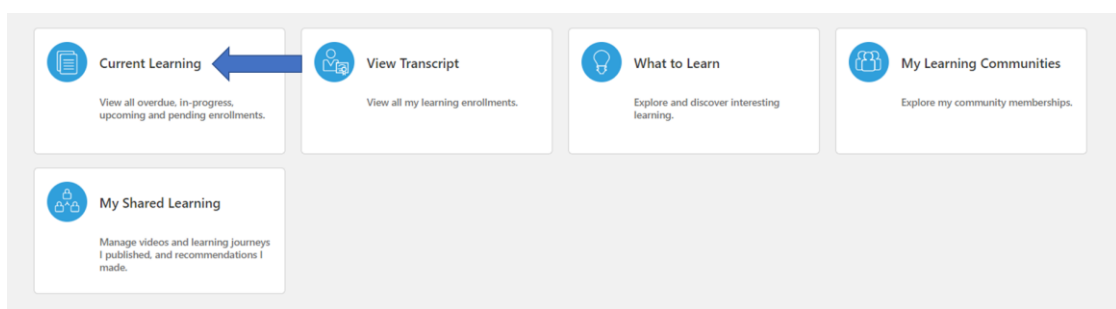 Current Learning
View all overdue, in-progress,
upcoming and pending enrollments.
View Transcript
View all my learning enrollments.
What to Learn
Explore and discover interesting
learning.
My Learning Communities
Explore my community memberships.
My Shared Learning
Manage videos and learning journeys
I published, and recommendations I
made.